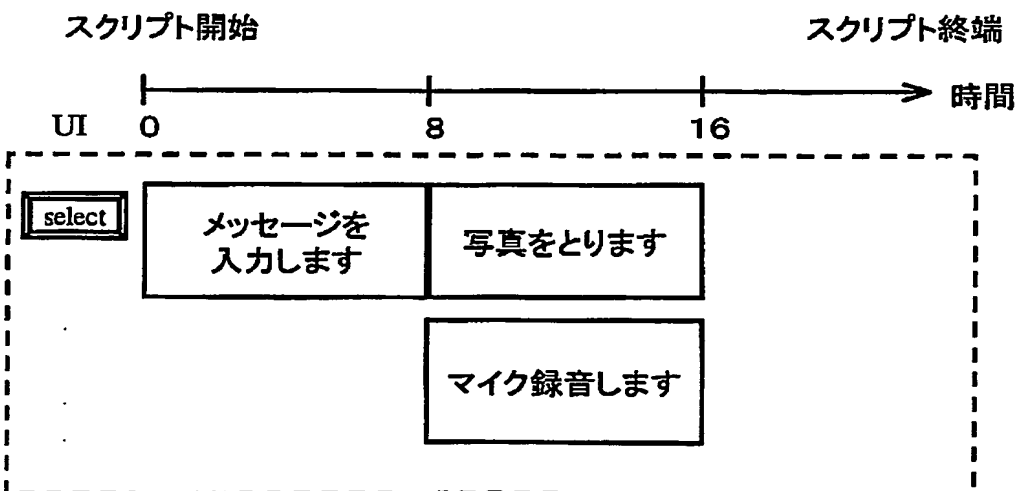 スクリプト開始 スクリプト終端
時間
UI 0 8 16
select
メッセージを
入力します
写真をとります
マイク録音します